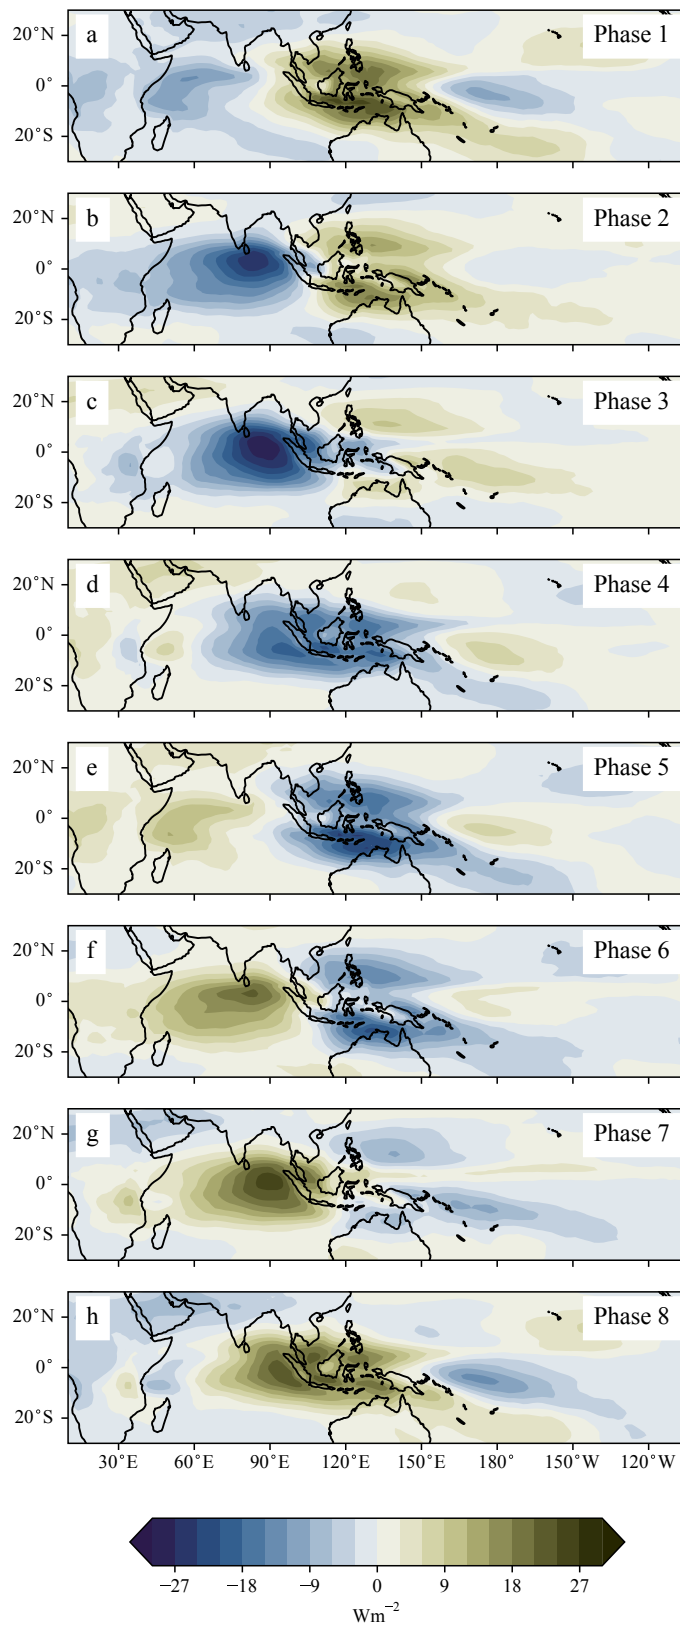 20°N
a
Phase 1
0°
20°S
20°N
b
Phase 2
0°
20°S
20°N
c
Phase 3
0°
20°S
20°N
d
Phase 4
0°
20°S
20°N
e
Phase 5
0°
20°S
20°N
f
Phase 6
0°
20°S
20°N
g
Phase 7
0°
20°S
20°N
h
Phase 8
0°
20°S
30°E 60°E 90°E 120°E 150°E 180° 150°W 120°W
−27 −18 −9 0 9 18 27
Wm⁻²